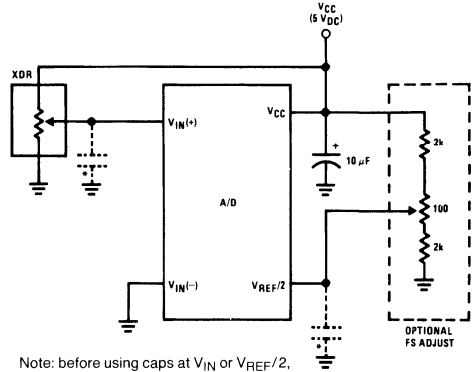 VCC
(5 VDC)
XDR
VIN(+)
VCC
2k
+
10 µF
*
A/D
100
2k
VIN(−)
VREF/2
OPTIONAL
FS ADJUST
*
Note: before using caps at VIN or VREF/2,